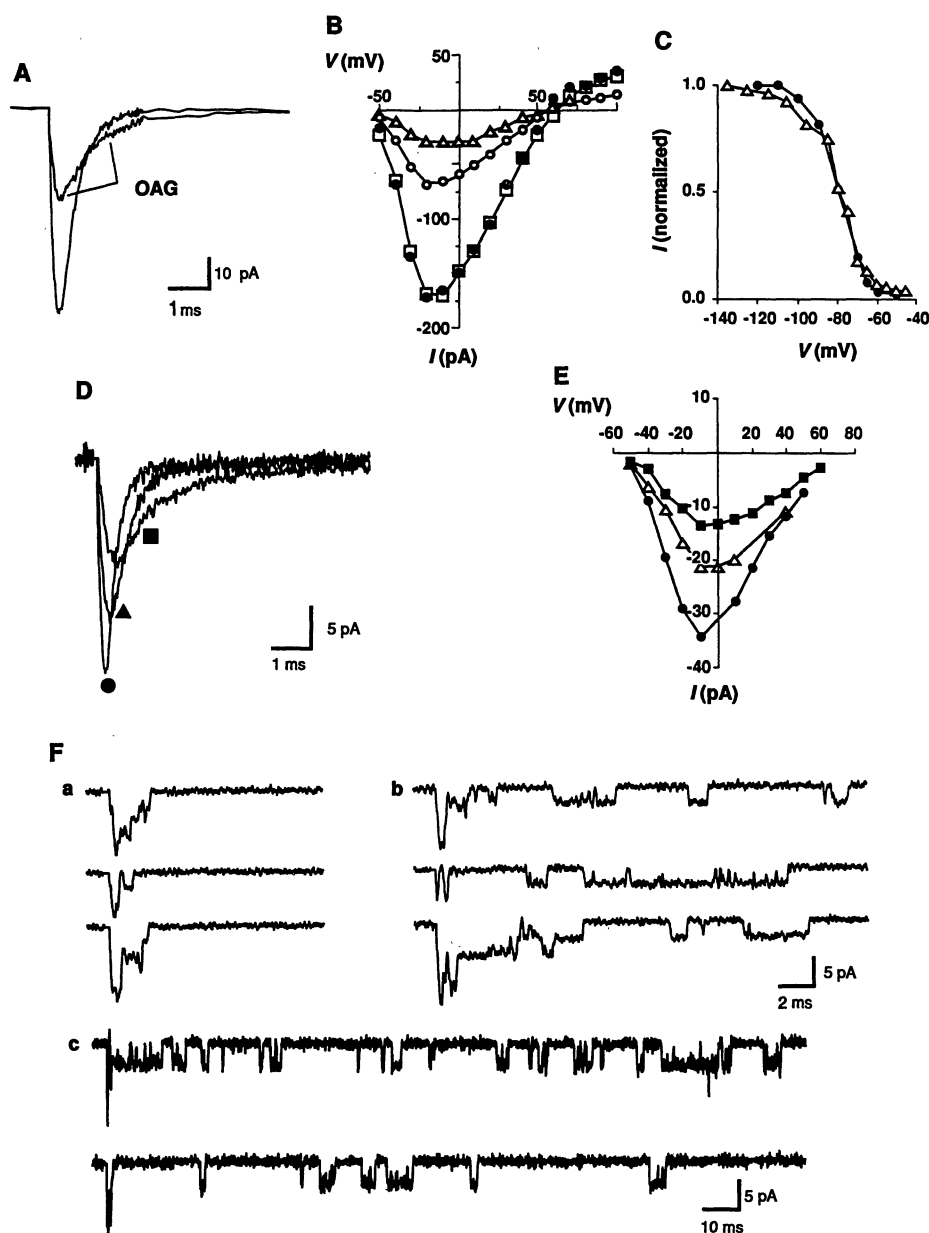 A
OAG
10 pA
1 ms
B
V (mV)
50
-50
50
-100
-200
I (pA)
C
I (normalized)
1.0
0.5
0.0
-140 -120 -100 -80 -60 -40
V (mV)
D
5 pA
1 ms
E
V (mV)
10
-60 -40 -20 20 40 60 80
-10
-20
-30
-40
I (pA)
F
a
b
5 pA
2 ms
c
5 pA
10 ms